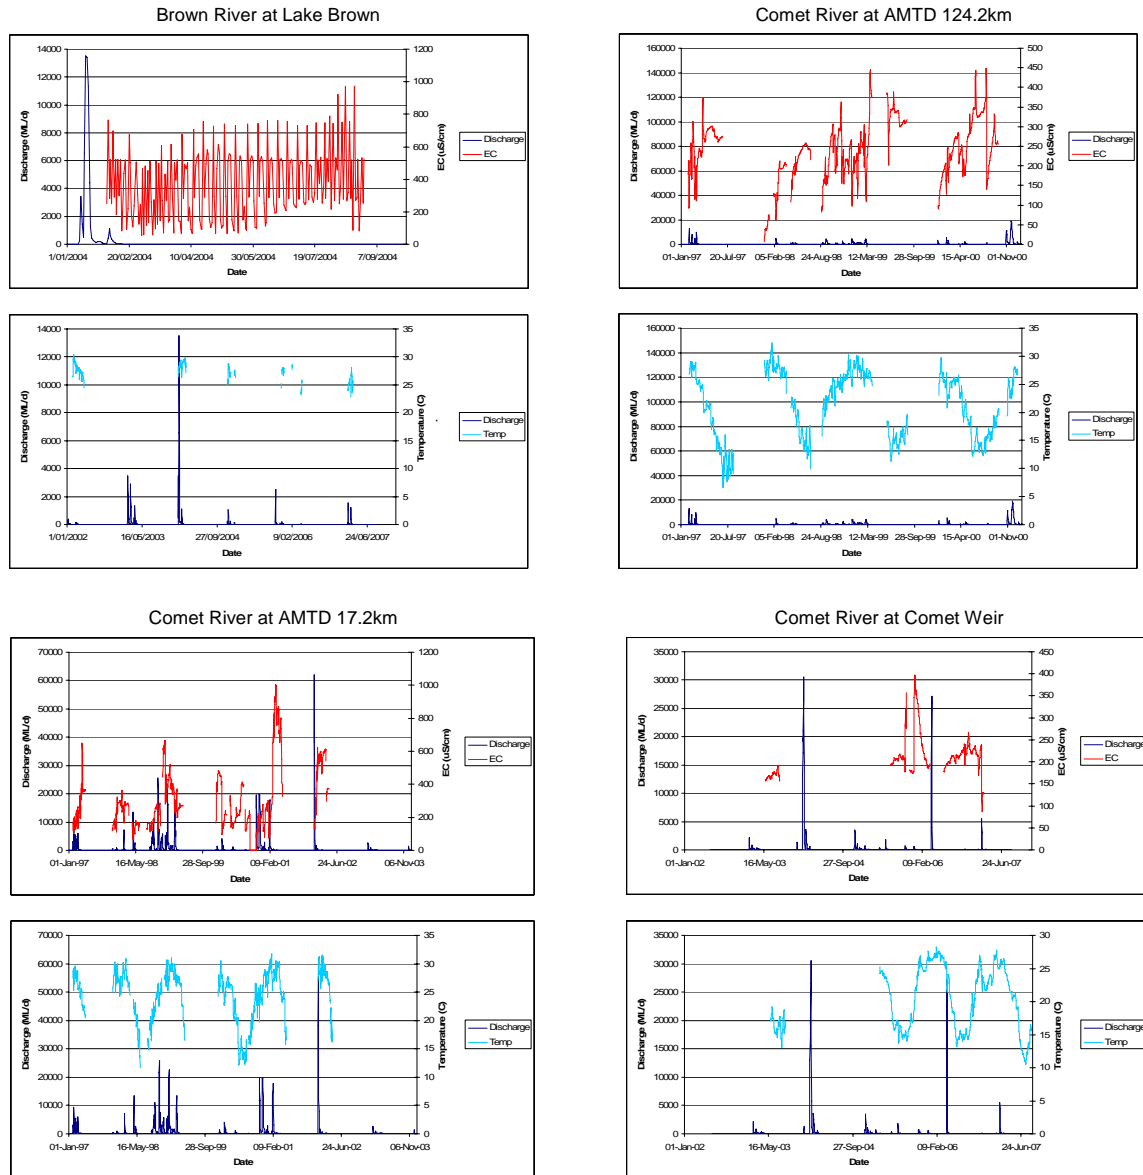 Brown River at Lake Brown
Comet River at AMTD 124.2km
14000
12000
10000
8000
6000
4000
2000
0
Discharge (ML/d)
1200
1000
800
600
400
200
0
EC (uS/cm)
1/01/2004 20/02/2004 10/04/2004 30/05/2004 19/07/2004 7/09/2004
Date
Discharge
EC
160000
140000
120000
100000
80000
60000
40000
20000
0
Discharge (ML/d)
500
450
400
350
300
250
200
150
100
50
0
EC (uS/cm)
01-Jan-97 20-Jul-97 05-Feb-98 24-Aug-98 12-Mar-99 28-Sep-99 15-Apr-00 01-Nov-00
Date
Discharge
EC
14000
12000
10000
8000
6000
4000
2000
0
Discharge (ML/d)
35
30
25
20
15
10
5
0
Temperature (C)
1/01/2002 16/05/2003 27/09/2004 9/02/2006 24/06/2007
Date
Discharge
Temp
160000
140000
120000
100000
80000
60000
40000
20000
0
Discharge (ML/d)
35
30
25
20
15
10
5
0
Temperature (C)
01-Jan-97 20-Jul-97 05-Feb-98 24-Aug-98 12-Mar-99 28-Sep-99 15-Apr-00 01-Nov-00
Date
Discharge
Temp
Comet River at AMTD 17.2km
Comet River at Comet Weir
70000
60000
50000
40000
30000
20000
10000
0
Discharge (ML/d)
1200
1000
800
600
400
200
0
EC (uS/cm)
01-Jan-97 16-May-98 28-Sep-99 09-Feb-01 24-Jun-02 06-Nov-03
Date
Discharge
EC
35000
30000
25000
20000
15000
10000
5000
0
Discharge (ML/d)
450
400
350
300
250
200
150
100
50
0
EC (uS/cm)
01-Jan-02 16-May-03 27-Sep-04 09-Feb-06 24-Jun-07
Date
Discharge
EC
70000
60000
50000
40000
30000
20000
10000
0
Discharge (ML/d)
35
30
25
20
15
10
5
0
Temperature (C)
01-Jan-97 16-May-98 28-Sep-99 09-Feb-01 24-Jun-02 06-Nov-03
Date
Discharge
Temp
35000
30000
25000
20000
15000
10000
5000
0
Discharge (ML/d)
30
25
20
15
10
5
0
Temperature (C)
01-Jan-02 16-May-03 27-Sep-04 09-Feb-06 24-Jun-07
Date
Discharge
Temp